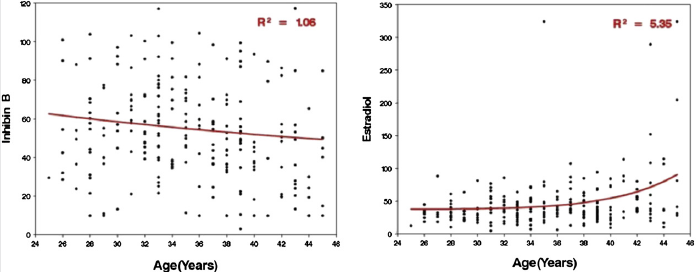 120
100
80
60
40
20
0
Inhibin B
R² = 1.06
24 26 28 30 32 34 36 38 40 42 44 46
Age(Years)
350
300
250
200
150
100
50
0
Estradiol
R² = 5.35
24 26 28 30 32 34 36 38 40 42 44 46
Age(Years)